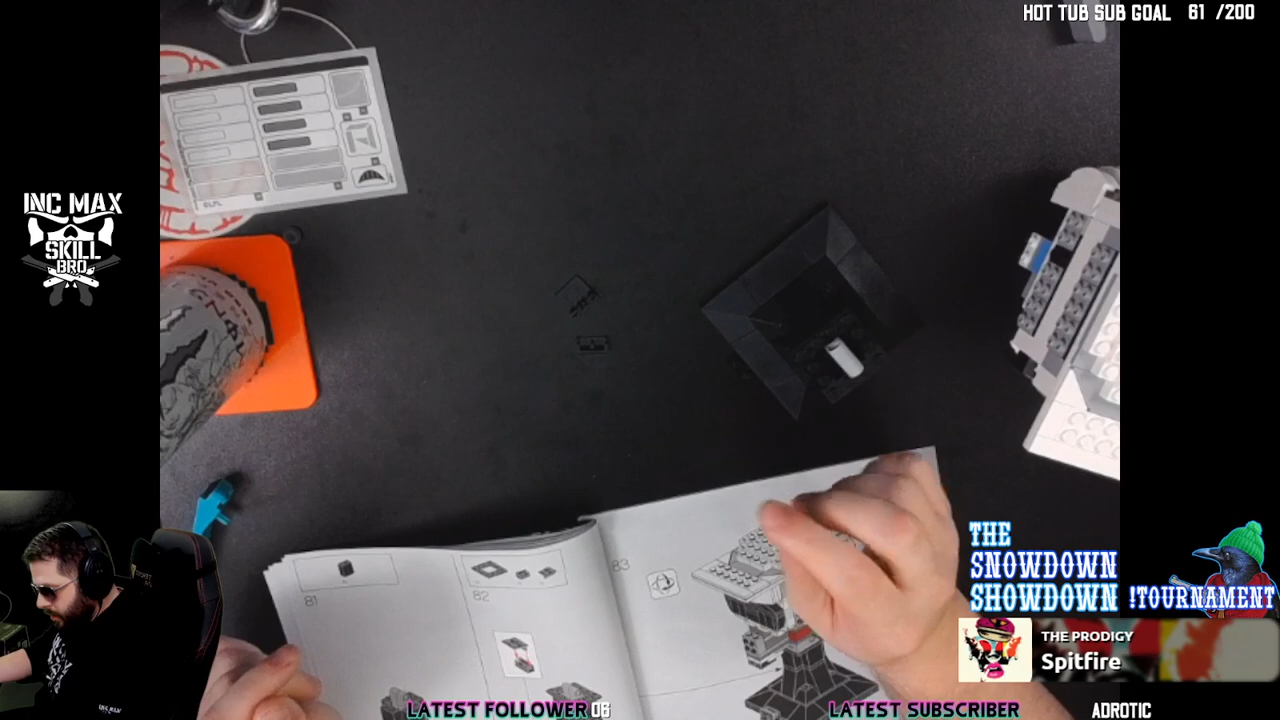 HOT TUB SUB GOAL 61 /200
INC MAX
SKILL
BRO
81
82
83
THE
SNOWDOWN
SHOWDOWN !TOURNAMENT
THE PRODIGY
Spitfire
LATEST FOLLOWER 06
LATEST SUBSCRIBER ADROTIC